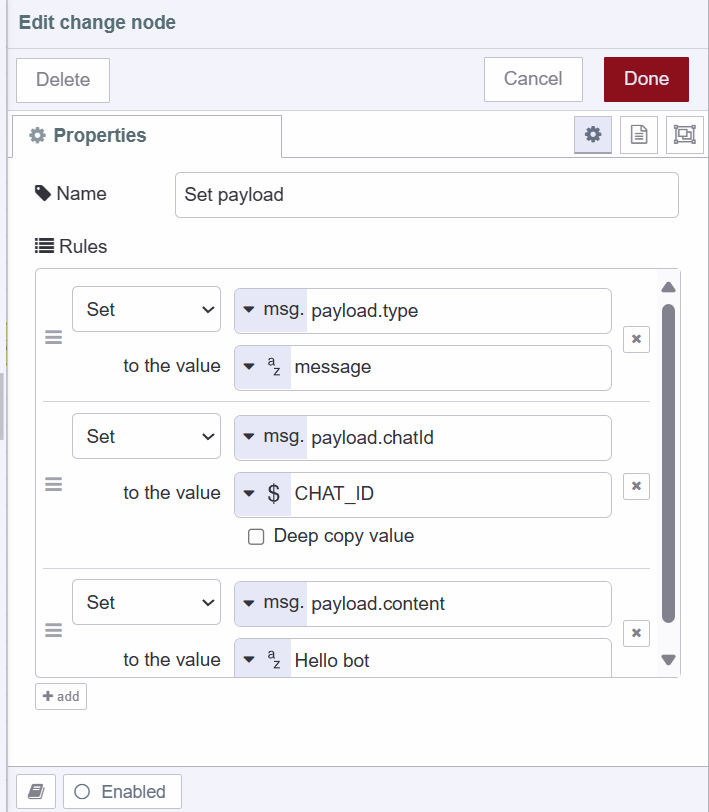 Edit change node
Delete
Cancel
Done
Properties
Name
Set payload
Rules
Set
msg. payload.type
to the value
az message
Set
msg. payload.chatId
to the value
$ CHAT_ID
Deep copy value
Set
msg. payload.content
to the value
az Hello bot
add
Enabled